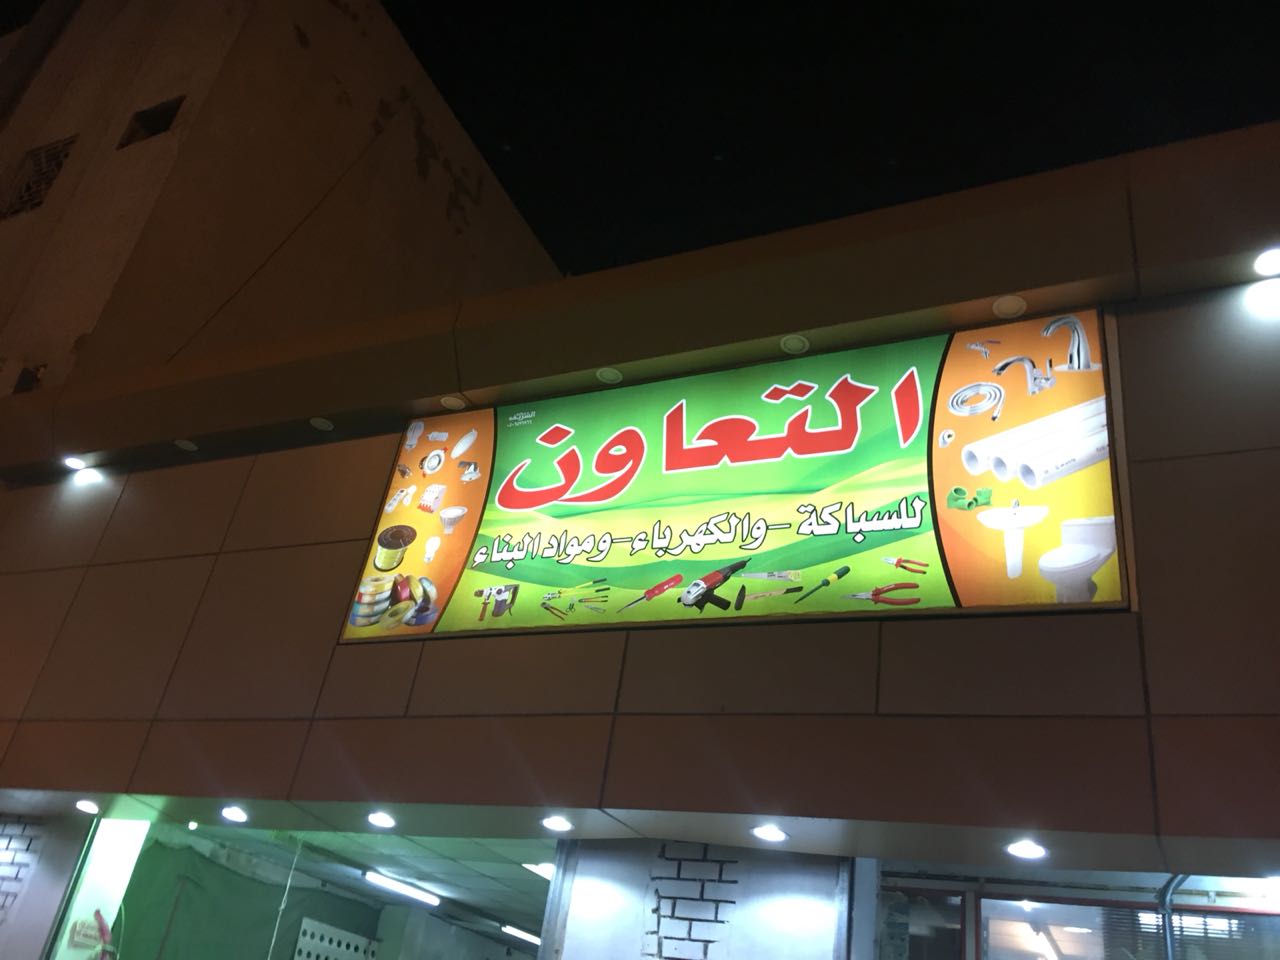 التعاون
للسباكة - والكهرباء - ومواد البناء